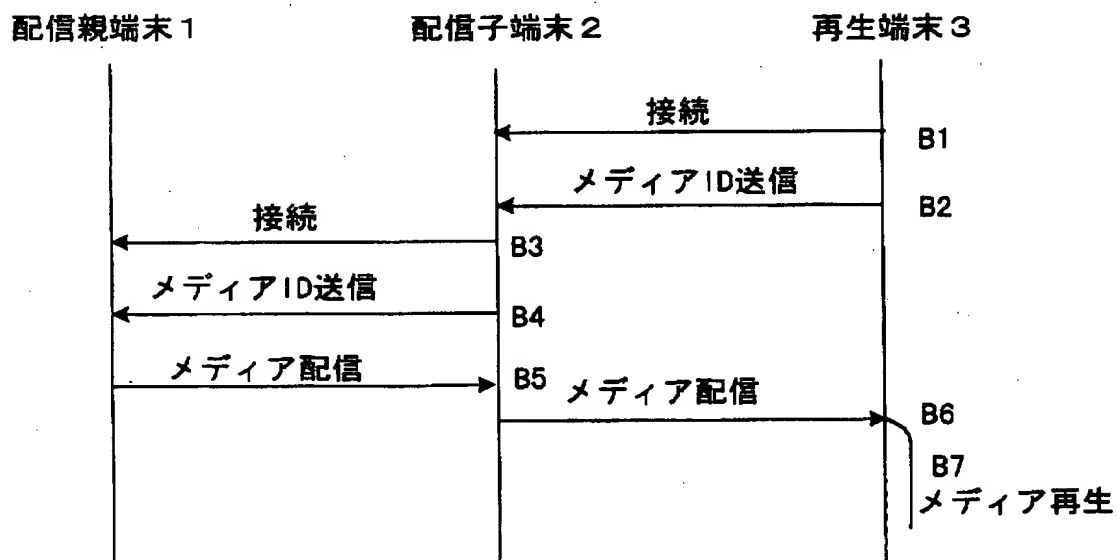 配信親端末1
配信子端末2
再生端末3
接続
B1
メディアID送信
B2
接続
B3
メディアID送信
B4
メディア配信
B5
メディア配信
B6
B7
メディア再生